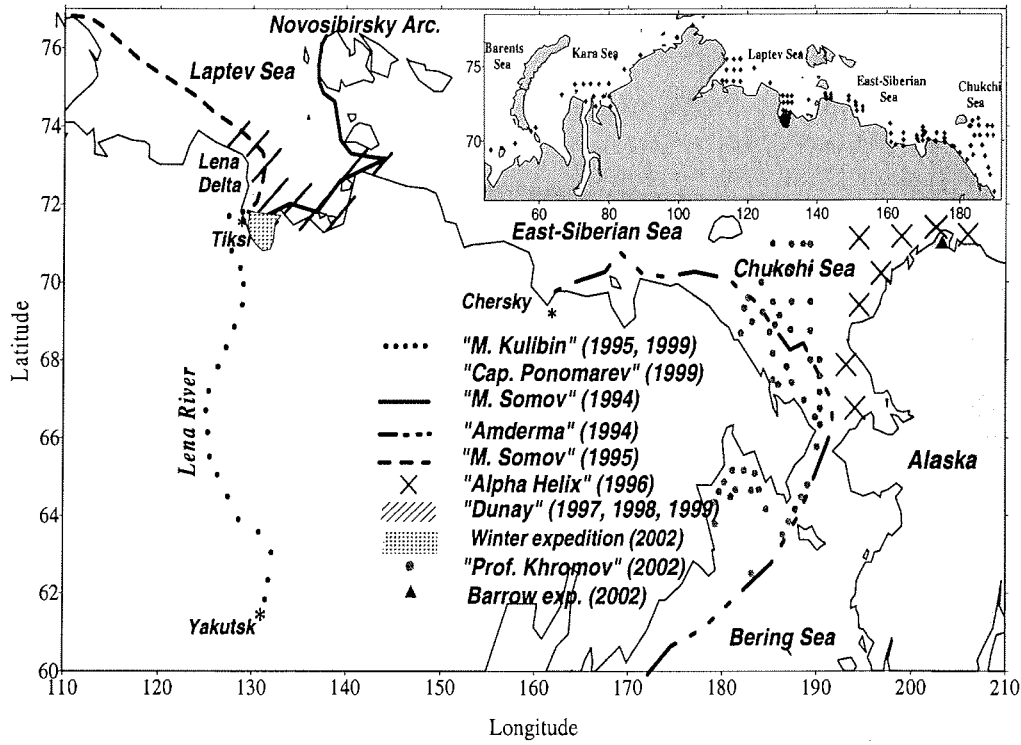 N
76
74
72
70
68
66
64
62
60
Latitude
110
120
130
140
150
160
170
180
190
200
210
Longitude
Novosibirsky Arc.
Laptev Sea
Lena
Delta
Tiksi
Lena River
Yakutsk
East-Siberian Sea
Chersky
Chukchi Sea
Alaska
Bering Sea
"M. Kulibin" (1995, 1999)
"Cap. Ponomarev" (1999)
"M. Somov" (1994)
"Amderma" (1994)
"M. Somov" (1995)
"Alpha Helix" (1996)
"Dunay" (1997, 1998, 1999)
Winter expedition (2002)
"Prof. Khromov" (2002)
Barrow exp. (2002)
Barents
Sea
Kara Sea
Laptev Sea
East-Siberian
Sea
Chukchi
Sea
75
70
60
80
100
120
140
160
180